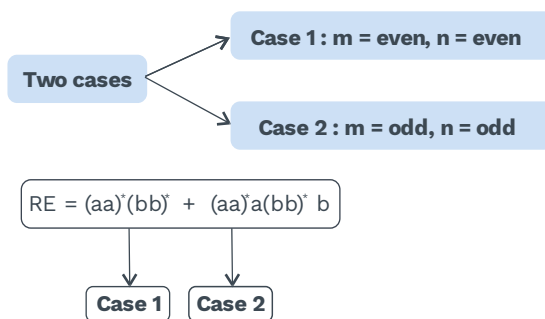 Case 1 : m = even, n = even
Two cases
Case 2 : m = odd, n = odd
RE = (aa)*(bb)* + (aa)*a(bb)* b
Case 1
Case 2